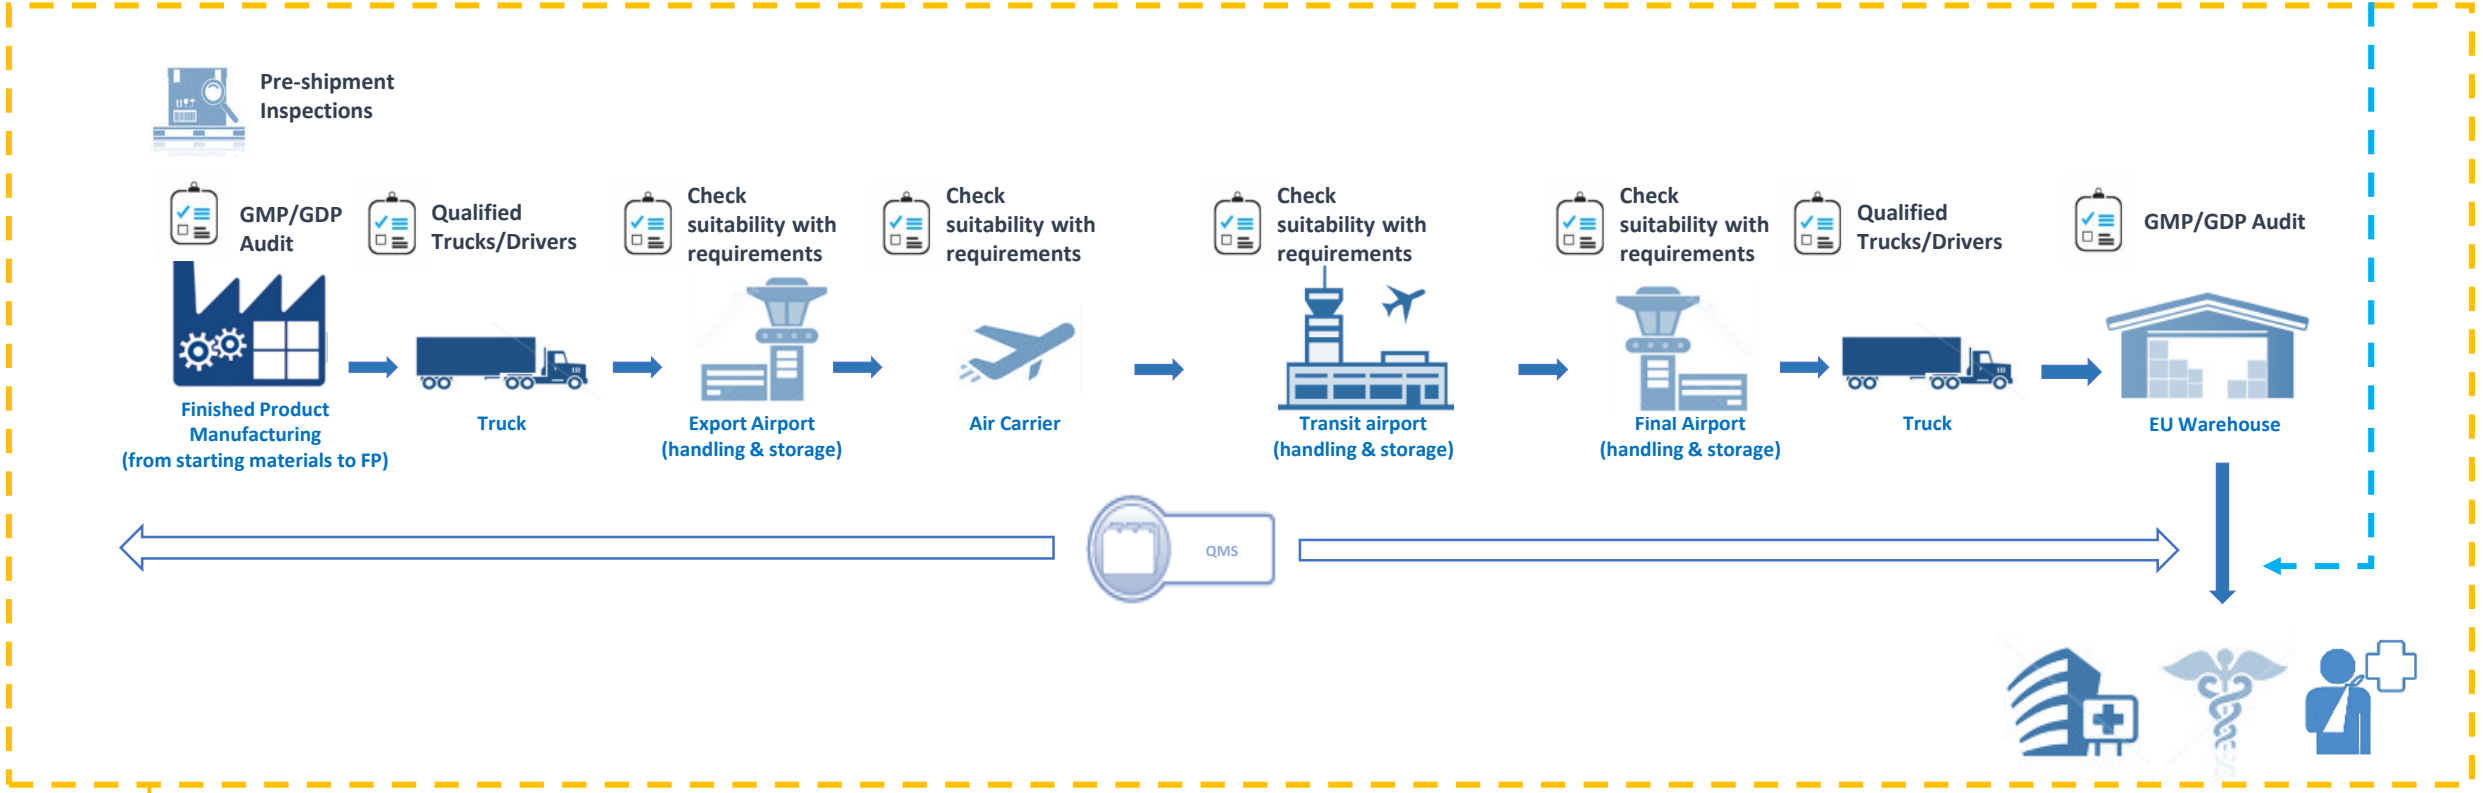 Pre-shipment
Inspections
GMP/GDP
Audit
Qualified
Trucks/Drivers
Check
suitability with
requirements
Check
suitability with
requirements
Check
suitability with
requirements
Check
suitability with
requirements
Qualified
Trucks/Drivers
GMP/GDP Audit
Finished Product
Manufacturing
(from starting materials to FP)
Truck
Export Airport
(handling & storage)
Air Carrier
Transit airport
(handling & storage)
Final Airport
(handling & storage)
Truck
EU Warehouse
QMS